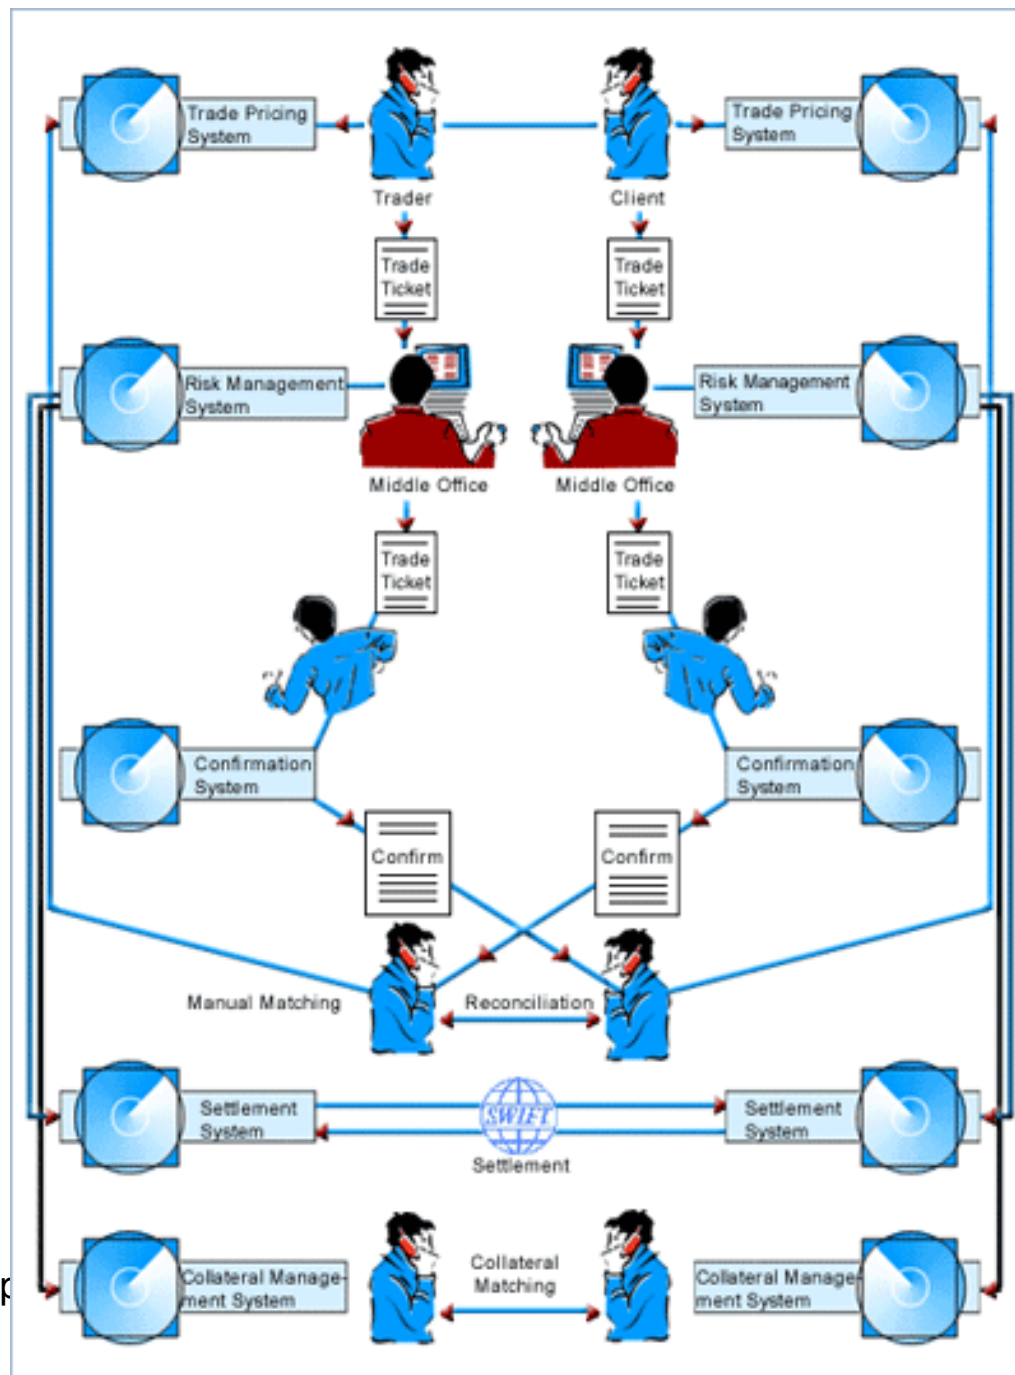 Trade Pricing
System
Trade Pricing
System
Trader
Client
Trade
Ticket
Trade
Ticket
Risk Management
System
Risk Management
System
Middle Office
Middle Office
Trade
Ticket
Trade
Ticket
Confirmation
System
Confirmation
System
Confirm
Confirm
Manual Matching
Reconciliation
Settlement
System
SWIFT
Settlement
System
Settlement
Collateral Manage-
ment System
Collateral
Matching
Collateral Manage-
ment System